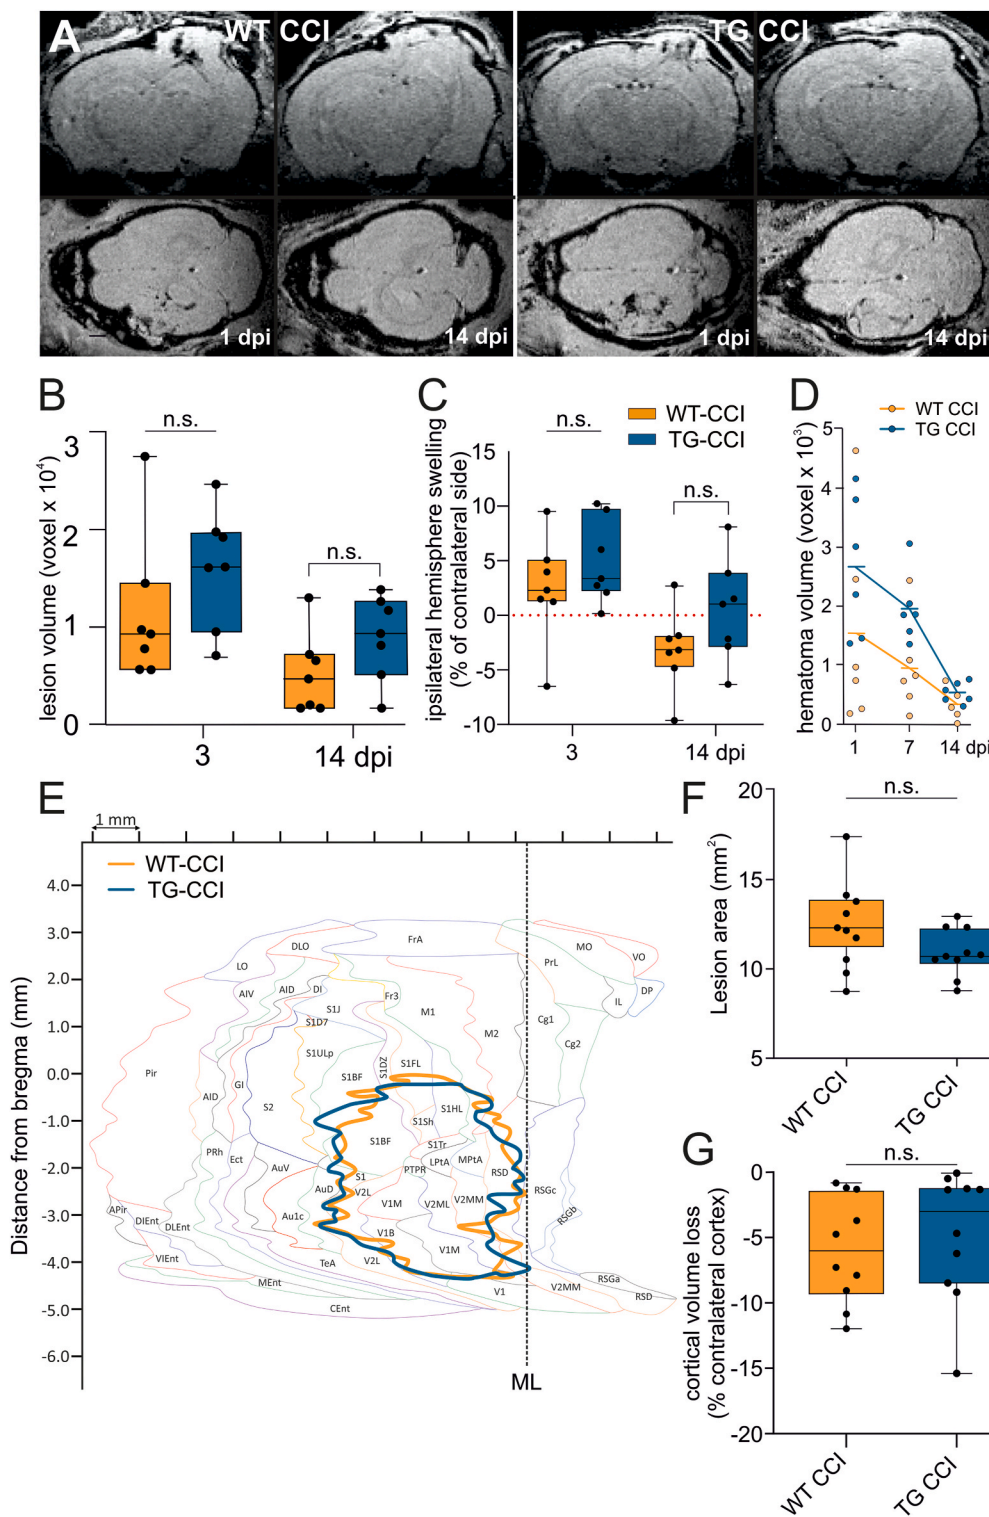 A WT CCI TG CCI
1 dpi 14 dpi 1 dpi 14 dpi
B
lesion volume (voxel x 10⁴)
3
2
1
0
n.s.
n.s.
3 14 dpi
C
WT-CCI
TG-CCI
ipsilateral hemisphere swelling
(% of contralateral side)
15
10
5
0
-5
-10
n.s.
n.s.
3 14 dpi
D
WT CCI
TG CCI
hematoma volume (voxel x 10³)
5
4
3
2
1
0
1 7 14 dpi
E
1 mm
WT-CCI
TG-CCI
Distance from bregma (mm)
4.0
3.0
2.0
1.0
0.0
-1.0
-2.0
-3.0
-4.0
-5.0
-6.0
FrA
DLO
MO
LO
PrL
VO
AIV
AID
DI
Fr3
IL
DP
S1J
M1
S1D7
M2
Cg1
S1ULp
S1DZ
S1FL
Cg2
Pir
S1BF
GI
AID
S2
S1HL
S1Sh
S1BF
S1Tr
PRh
Ect
AuV
PTPR
LPtA
MPtA
RSD
S1
AuD
V2L
RSGc
APir
V1M
V2ML
V2MM
DIEnt
Au1c
RSGb
DLEnt
V1B
VIEnt
TeA
V2L
V1M
MEnt
RSGa
V1
V2MM
RSD
CEnt
ML
F
Lesion area (mm²)
20
15
10
5
n.s.
WT CCI
TG CCI
G
cortical volume loss
(% contralateral cortex)
0
-5
-10
-15
-20
n.s.
WT CCI
TG CCI